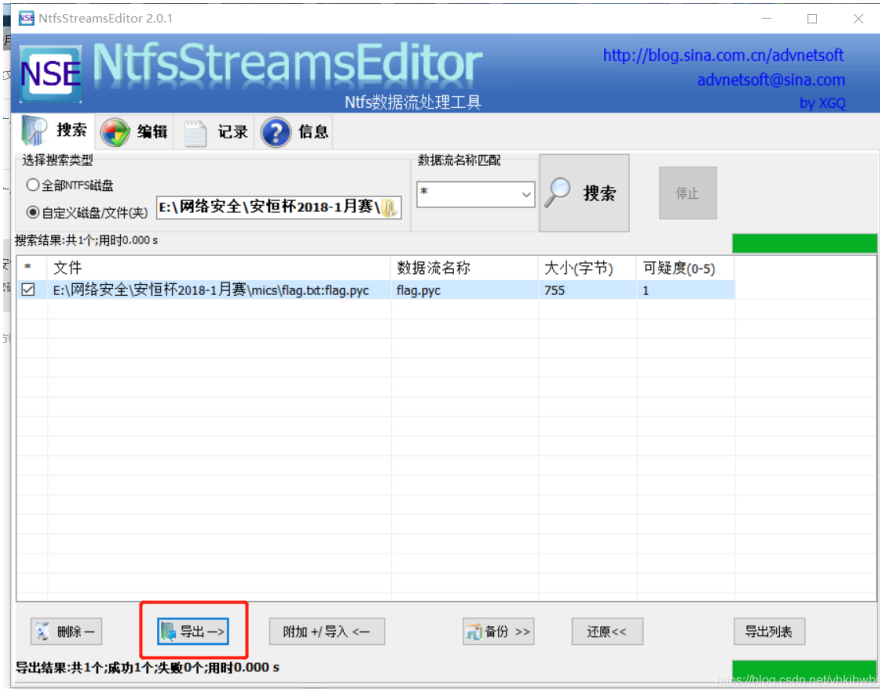 NtfsStreamsEditor 2.0.1
NSE NtfsStreamsEditor
Ntfs数据流处理工具
http://blog.sina.com.cn/advnetsoft
advnetsoft@sina.com
by XGQ
搜索 编辑 记录 信息
选择搜索类型
全部NTFS磁盘
自定义磁盘/文件(夹) E:\网络安全\安恒杯2018-1月赛\
数据流名称匹配
*
搜索
停止
搜索结果:共1个;用时0.000 s
* 文件 数据流名称 大小(字节) 可疑度(0-5)
E:\网络安全\安恒杯2018-1月赛\mics\flag.txt:flag.pyc flag.pyc 755 1
删除 — 导出 —> 附加 +/导入 <— 备份 >> 还原<< 导出列表
导出结果:共1个;成功1个;失败0个;用时0.000 s